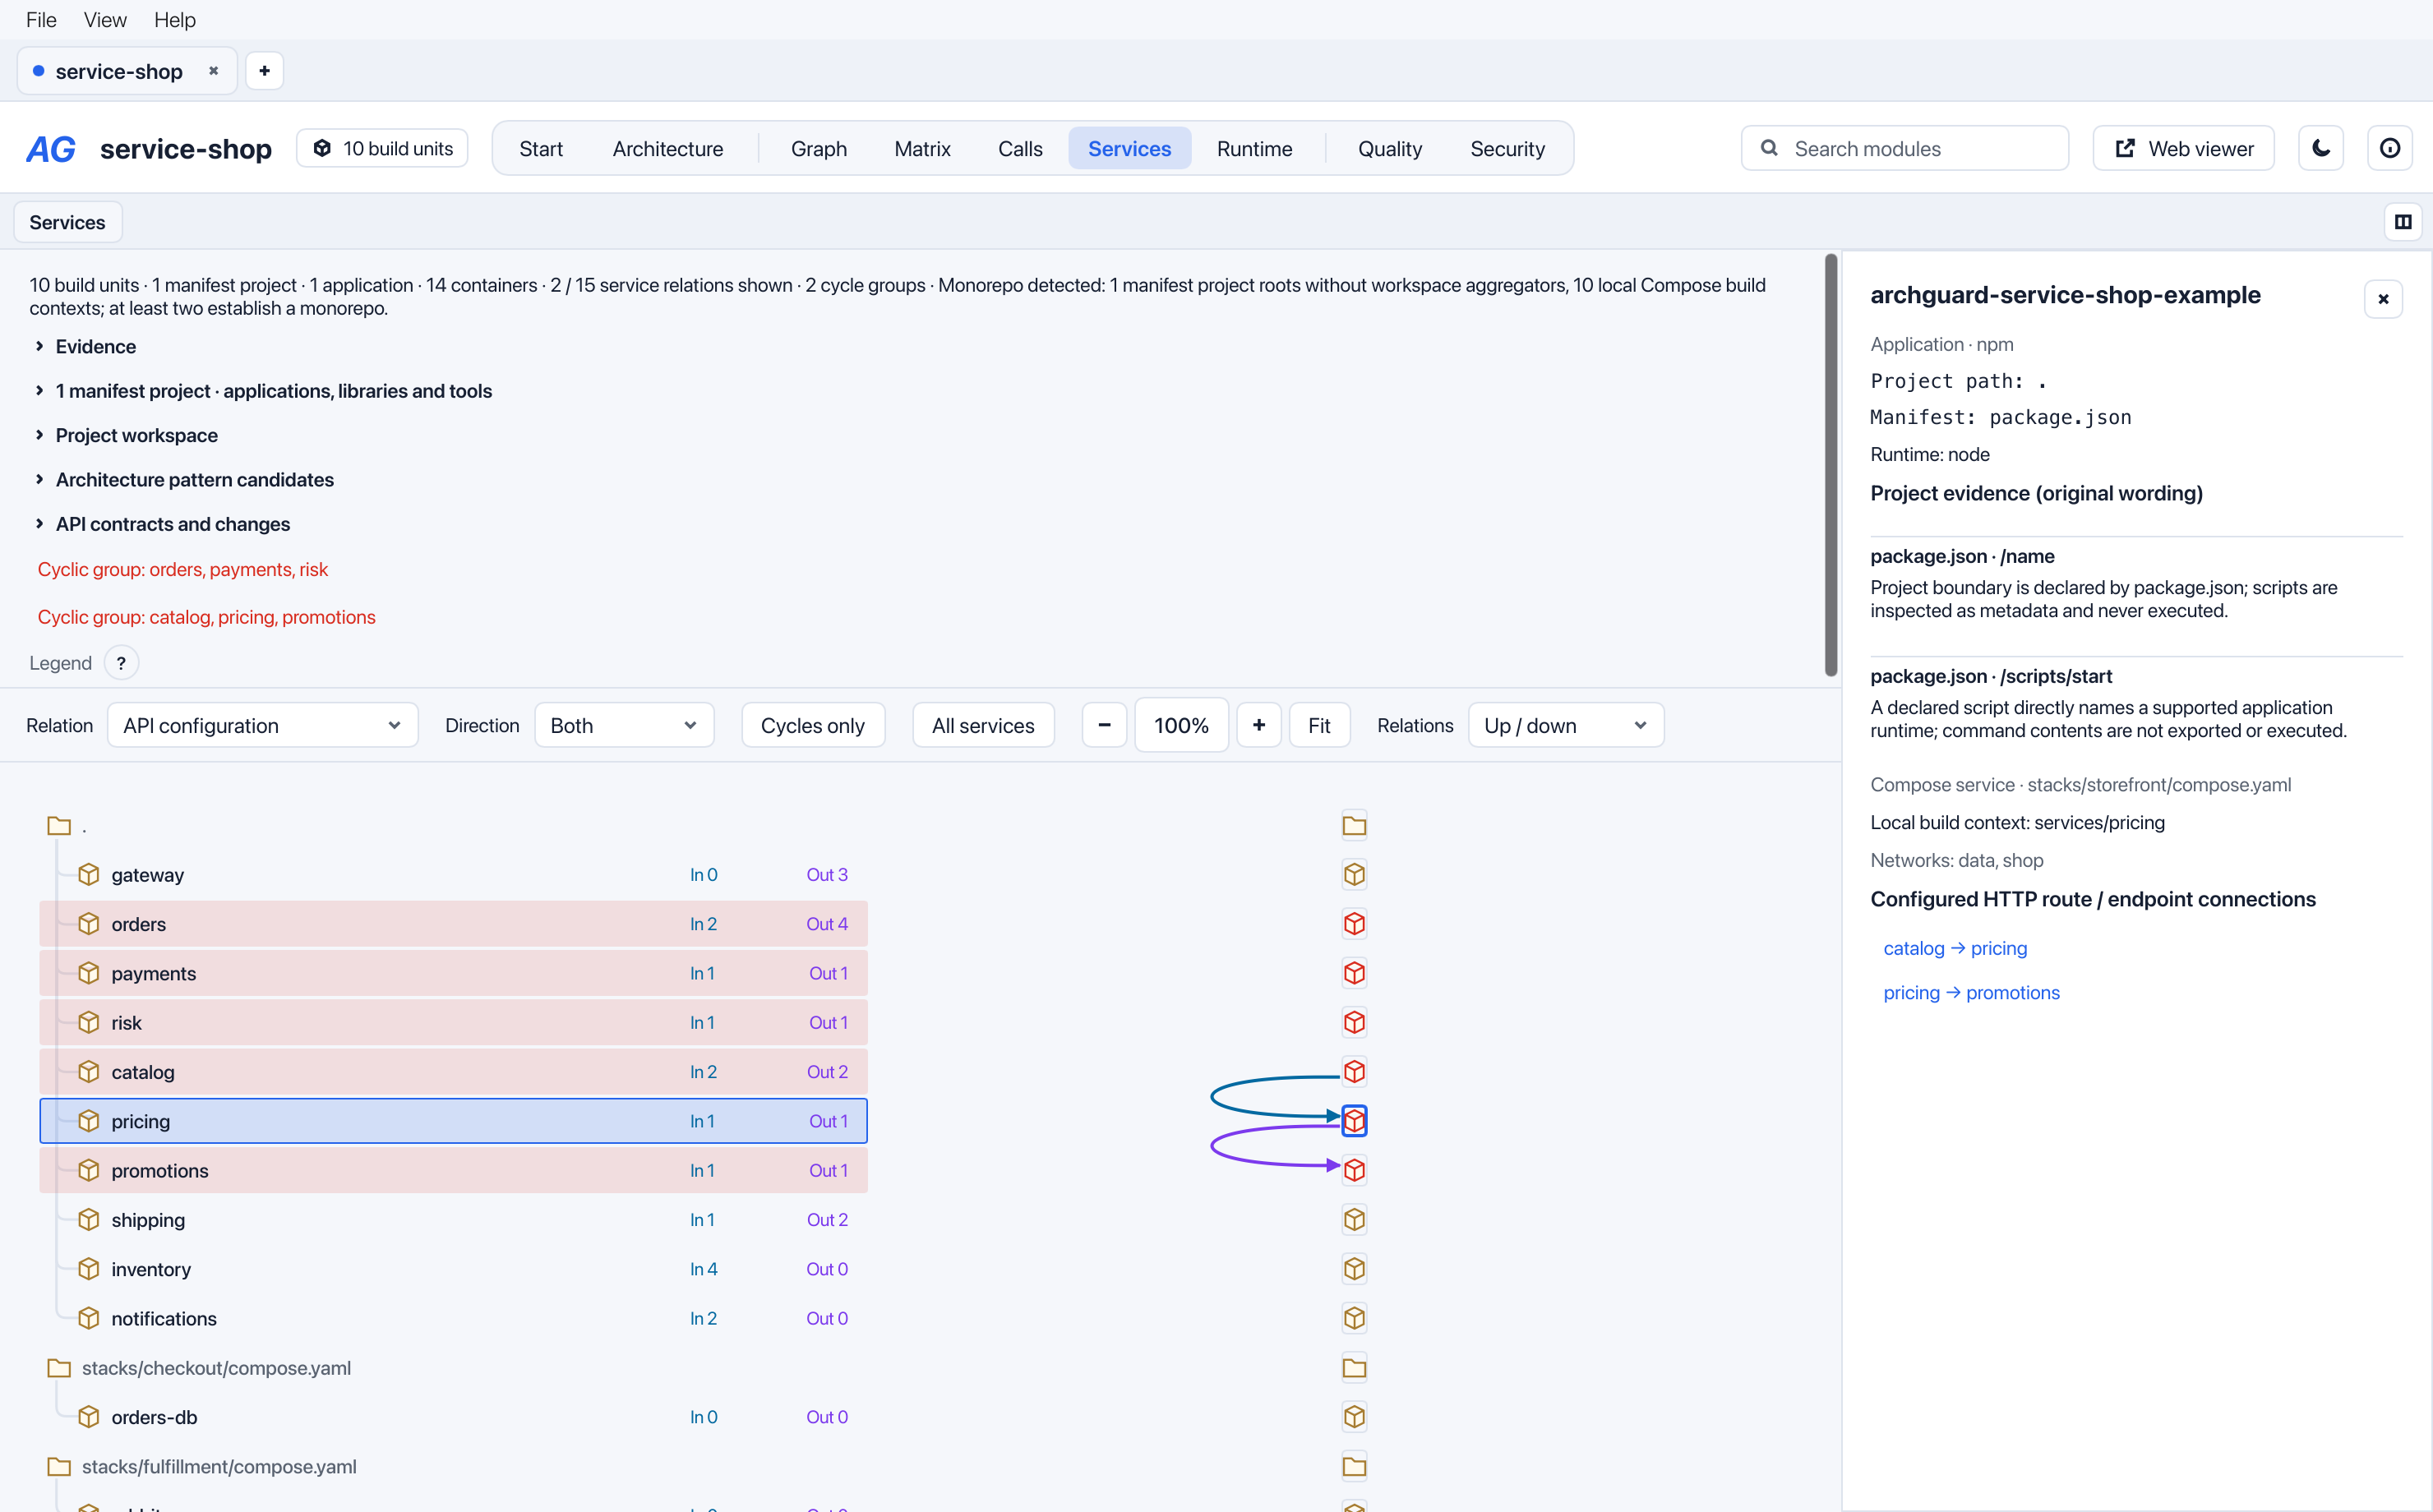 File View Help
service-shop
AG service-shop 10 build units Start Architecture Graph Matrix Calls Services Runtime Quality Security Search modules Web viewer
Services
10 build units · 1 manifest project · 1 application · 14 containers · 2 / 15 service relations shown · 2 cycle groups · Monorepo detected: 1 manifest project roots without workspace aggregators, 10 local Compose build
contexts; at least two establish a monorepo.
Evidence
1 manifest project · applications, libraries and tools
Project workspace
Architecture pattern candidates
API contracts and changes
Cyclic group: orders, payments, risk
Cyclic group: catalog, pricing, promotions
Legend ?
Relation API configuration Direction Both Cycles only All services − 100% + Fit Relations Up / down
.
gateway In 0 Out 3
orders In 2 Out 4
payments In 1 Out 1
risk In 1 Out 1
catalog In 2 Out 2
pricing In 1 Out 1
promotions In 1 Out 1
shipping In 1 Out 2
inventory In 4 Out 0
notifications In 2 Out 0
stacks/checkout/compose.yaml
orders-db In 0 Out 0
stacks/fulfillment/compose.yaml
archguard-service-shop-example
Application · npm
Project path: .
Manifest: package.json
Runtime: node
Project evidence (original wording)
package.json · /name
Project boundary is declared by package.json; scripts are
inspected as metadata and never executed.
package.json · /scripts/start
A declared script directly names a supported application
runtime; command contents are not exported or executed.
Compose service · stacks/storefront/compose.yaml
Local build context: services/pricing
Networks: data, shop
Configured HTTP route / endpoint connections
catalog → pricing
pricing → promotions